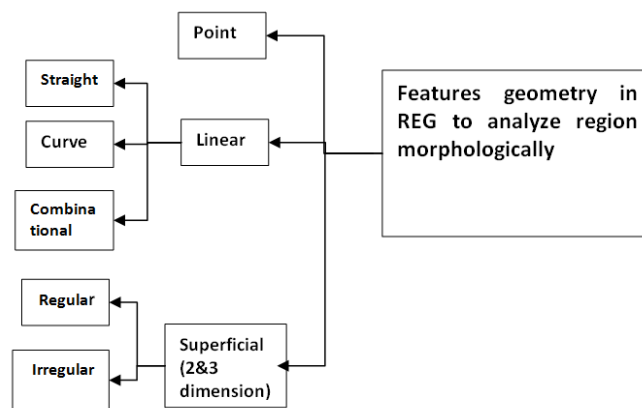 Point
Straight
Features geometry in
REG to analyze region
morphologically
Curve
Linear
Combina
tional
Regular
Superficial
(2&3
dimension)
Irregular